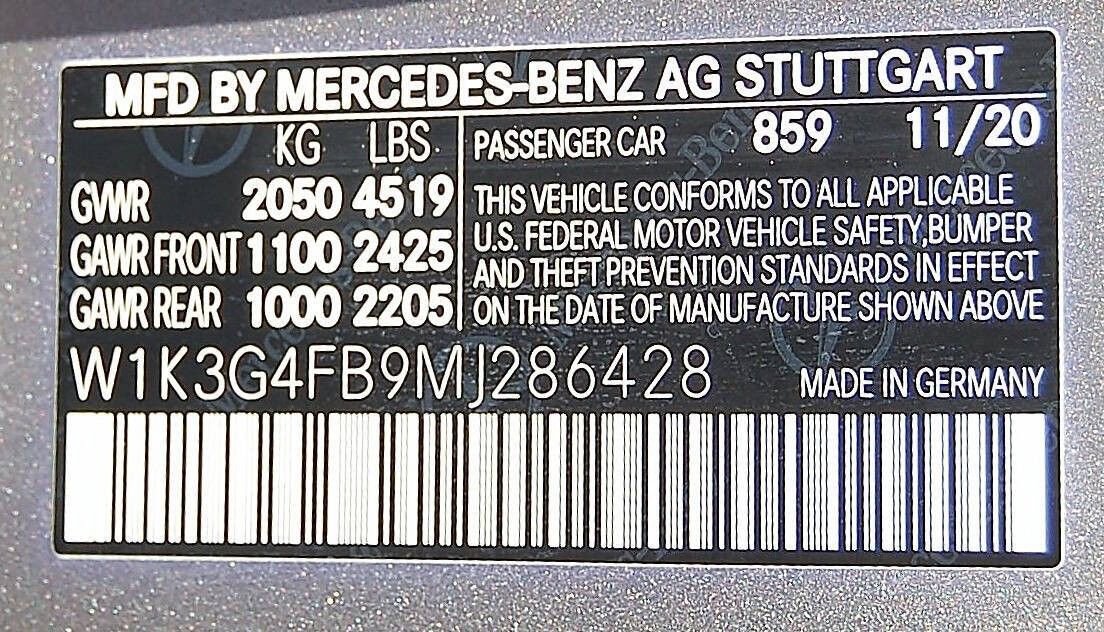 MFD BY MERCEDES-BENZ AG STUTTGART
KG LBS
GVWR 2050 4519
GAWR FRONT 1100 2425
GAWR REAR 1000 2205
PASSENGER CAR 859 11/20
THIS VEHICLE CONFORMS TO ALL APPLICABLE
U.S. FEDERAL MOTOR VEHICLE SAFETY,BUMPER
AND THEFT PREVENTION STANDARDS IN EFFECT
ON THE DATE OF MANUFACTURE SHOWN ABOVE
W1K3G4FB9MJ286428
MADE IN GERMANY